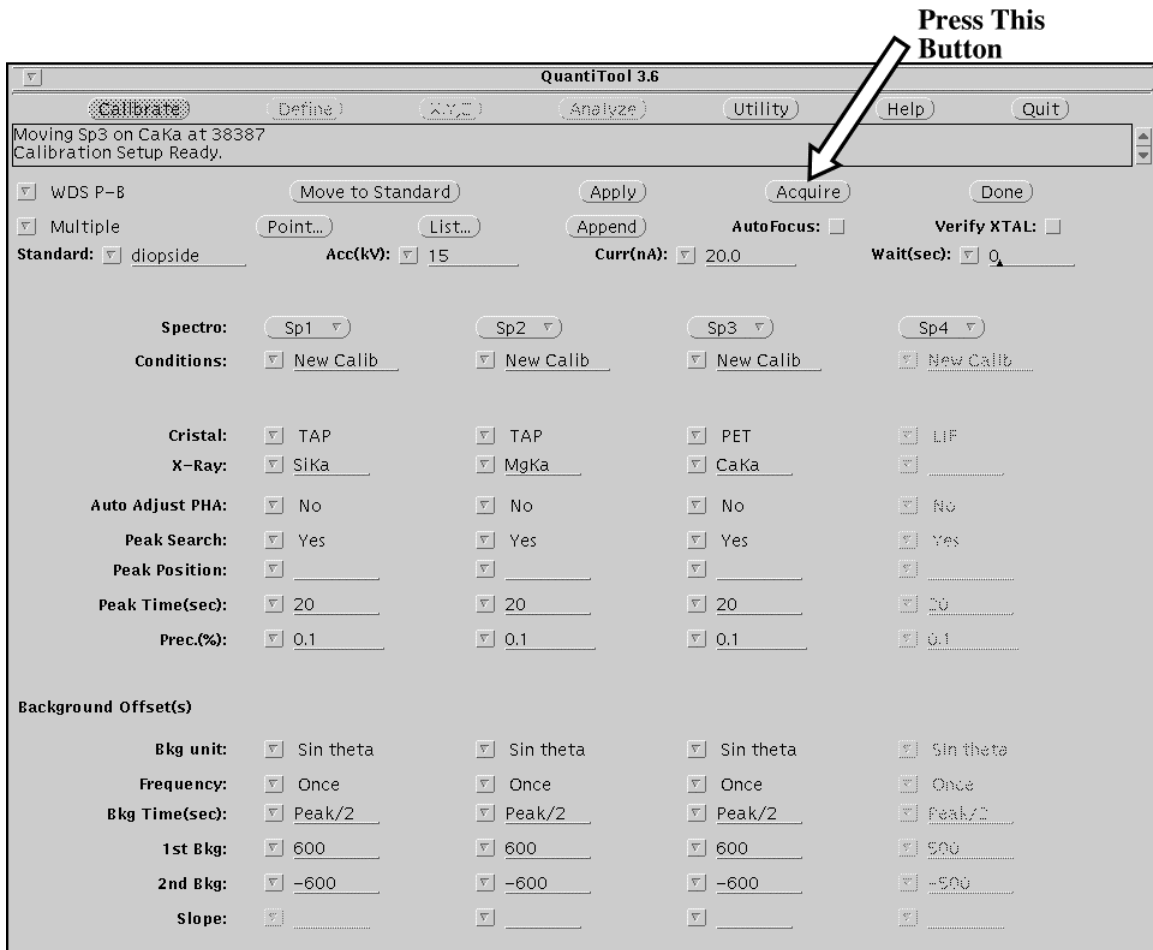 Press This
Button
QuantiTool 3.6
Calibrate Define X,Y,Z Analyze Utility Help Quit
Moving Sp3 on CaKa at 38387
Calibration Setup Ready.
WDS P-B Move to Standard Apply Acquire Done
Multiple Point... List... Append AutoFocus: Verify XTAL:
Standard: diopside Acc(kV): 15 Curr(nA): 20.0 Wait(sec): 0
Spectro: Sp1 Sp2 Sp3 Sp4
Conditions: New Calib New Calib New Calib New Calib
Cristal: TAP TAP PET LIF
X-Ray: SiKa MgKa CaKa
Auto Adjust PHA: No No No No
Peak Search: Yes Yes Yes Yes
Peak Position:
Peak Time(sec): 20 20 20 20
Prec.(%): 0.1 0.1 0.1 0.1
Background Offset(s)
Bkg unit: Sin theta Sin theta Sin theta Sin theta
Frequency: Once Once Once Once
Bkg Time(sec): Peak/2 Peak/2 Peak/2 Peak/2
1st Bkg: 600 600 600 500
2nd Bkg: -600 -600 -600 -500
Slope: